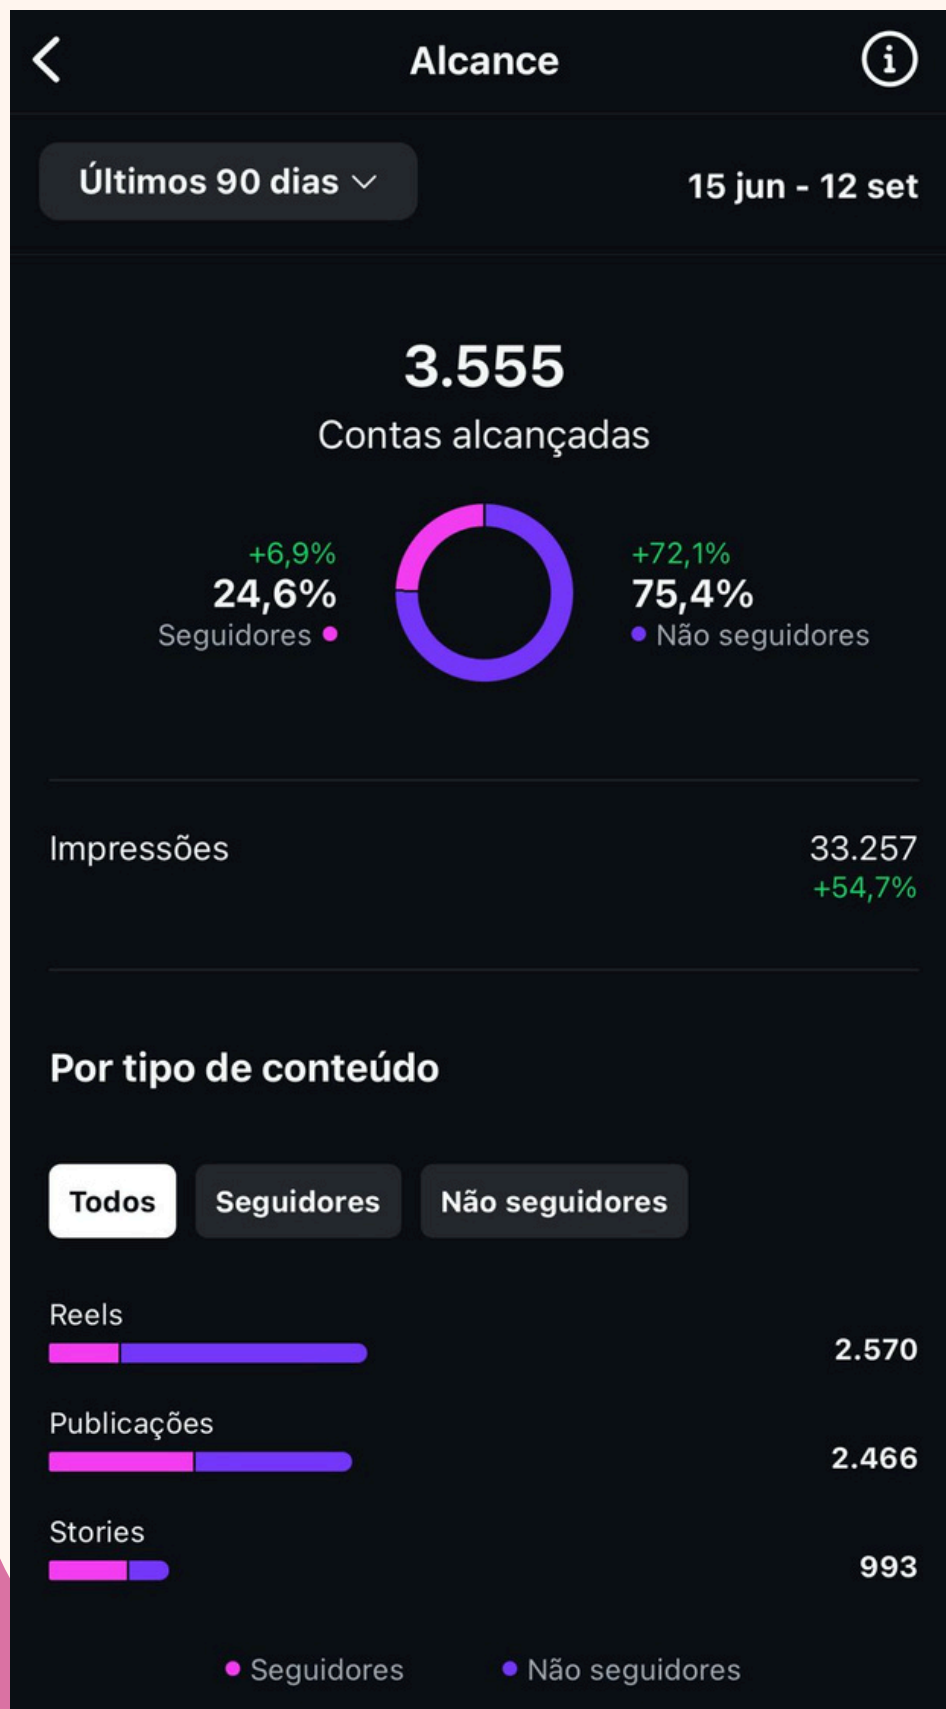 Alcance
Últimos 90 dias
15 jun - 12 set
3.555
Contas alcançadas
+6,9%
24,6%
Seguidores
+72,1%
75,4%
Não seguidores
Impressões
33.257
+54,7%
Por tipo de conteúdo
Todos
Seguidores
Não seguidores
Reels
2.570
Publicações
2.466
Stories
993
Seguidores
Não seguidores